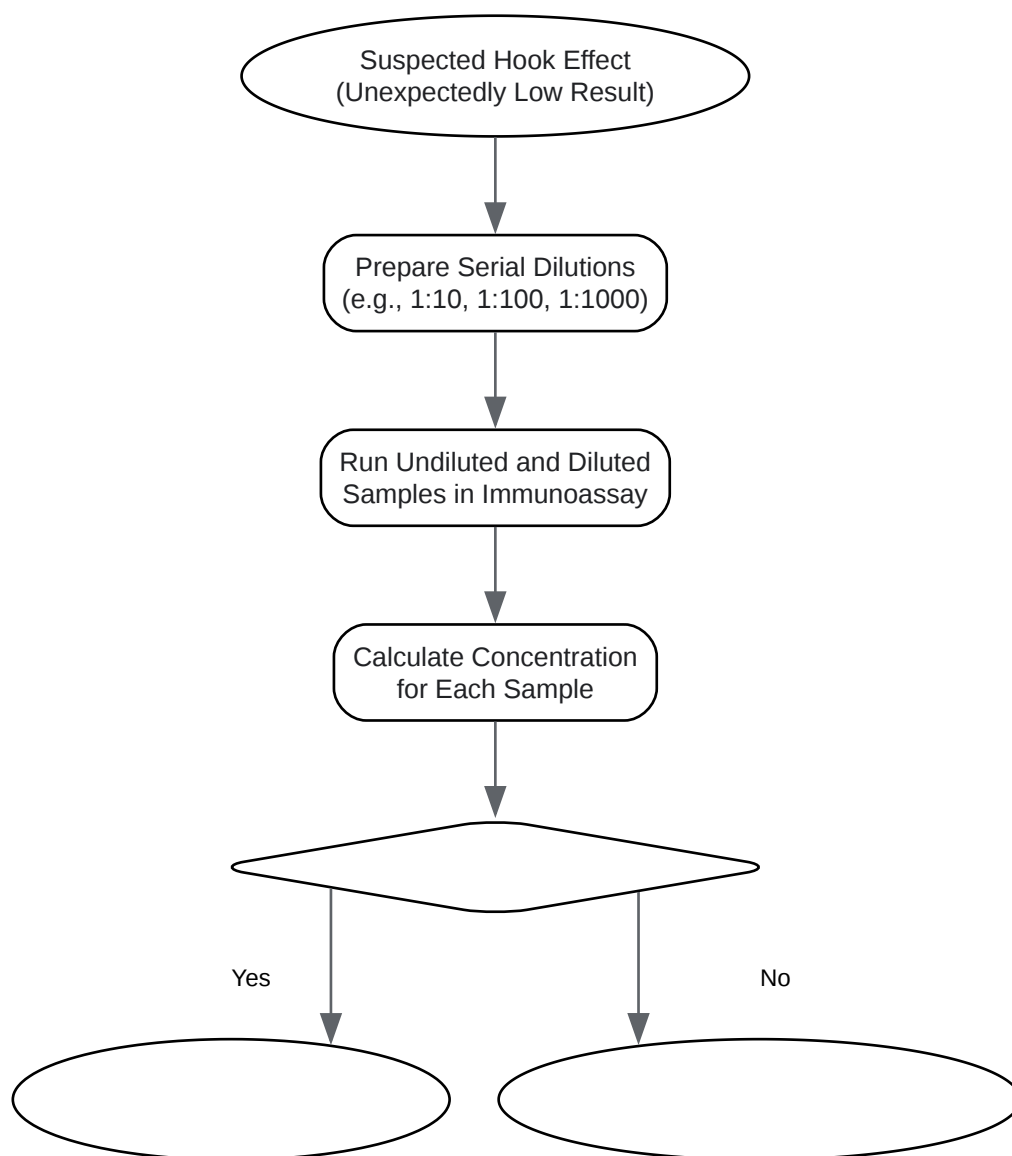 Suspected Hook Effect
(Unexpectedly Low Result)
Prepare Serial Dilutions
(e.g., 1:10, 1:100, 1:1000)
Run Undiluted and Diluted
Samples in Immunoassay
Calculate Concentration
for Each Sample
Yes
No